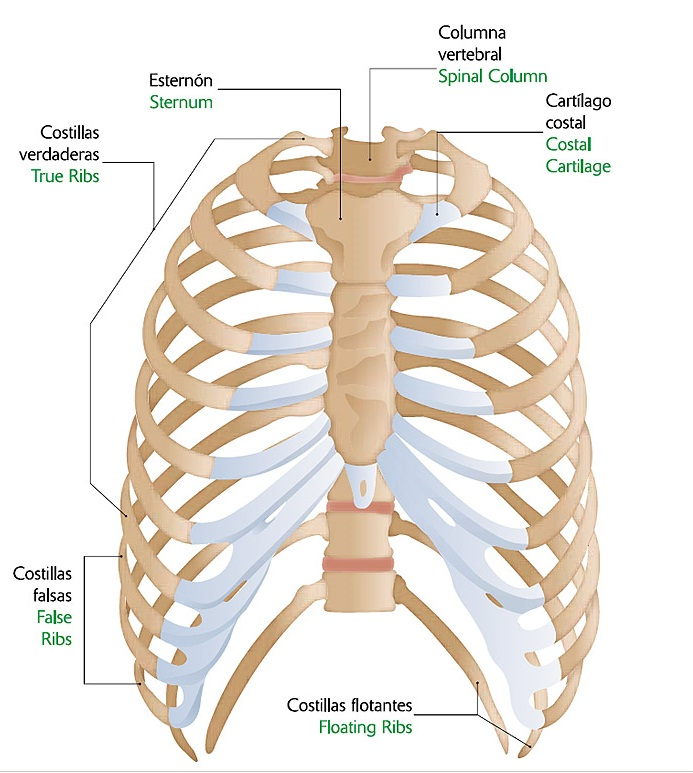 Columna
vertebral
Spinal Column
Esternón
Sternum
Cartílago
costal
Costal
Cartilage
Costillas
verdaderas
True Ribs
Costillas
falsas
False
Ribs
Costillas flotantes
Floating Ribs